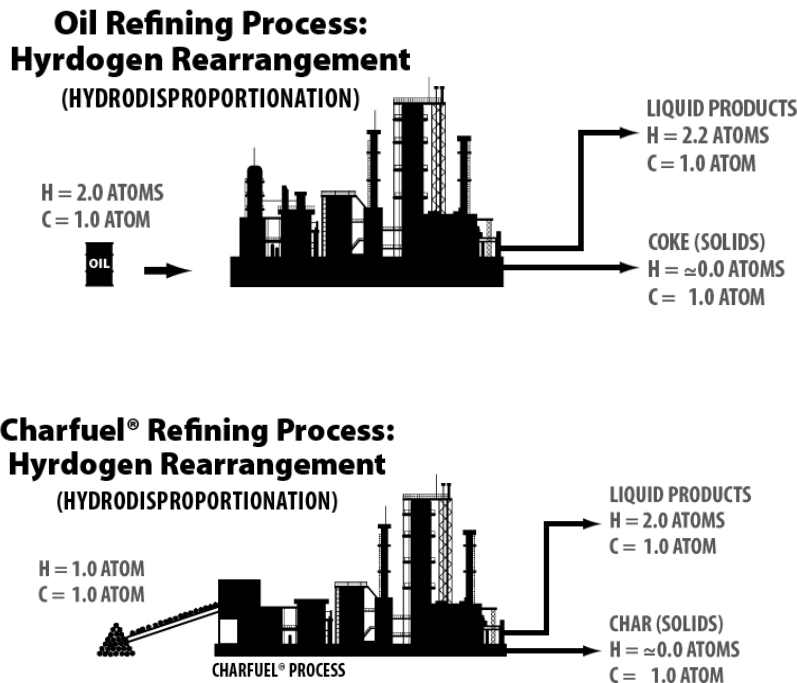 Oil Refining Process:
Hyrdogen Rearrangement
(HYDRODISPROPORTIONATION)
H = 2.0 ATOMS
C = 1.0 ATOM
OIL
LIQUID PRODUCTS
H = 2.2 ATOMS
C = 1.0 ATOM
COKE (SOLIDS)
H = ≃0.0 ATOMS
C = 1.0 ATOM
Charfuel® Refining Process:
Hyrdogen Rearrangement
(HYDRODISPROPORTIONATION)
H = 1.0 ATOM
C = 1.0 ATOM
CHARFUEL® PROCESS
LIQUID PRODUCTS
H = 2.0 ATOMS
C = 1.0 ATOM
CHAR (SOLIDS)
H = ≃0.0 ATOMS
C = 1.0 ATOM